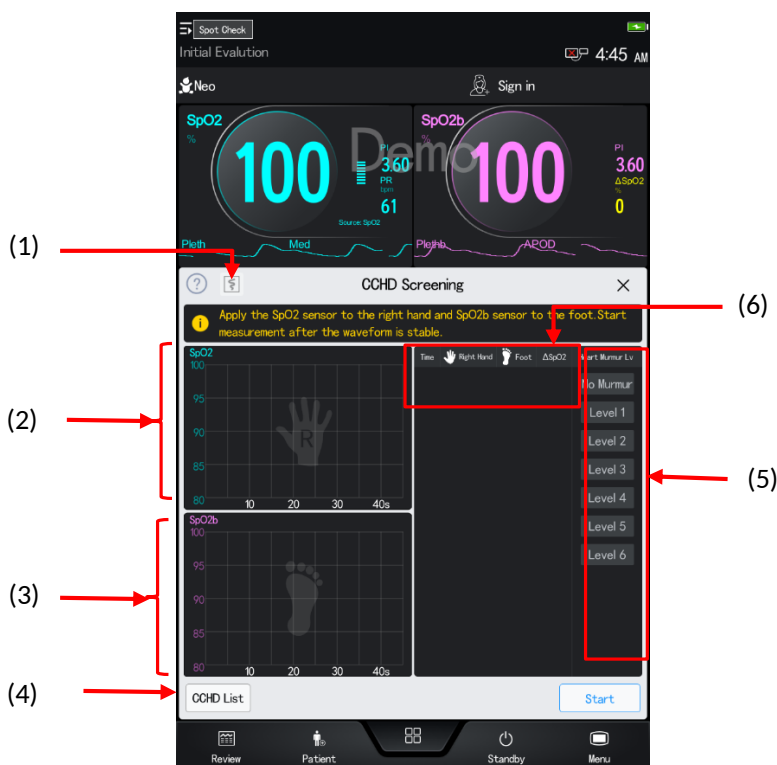 Spot Check
Initial Evalution
4:45 AM
Neo
Sign in
SpO2
%
100
PI
3.60
PR
bpm
61
Source: SpO2
Demo
SpO2b
%
100
PI
3.60
ΔSpO2
%
0
Pleth
Med
Plethb
APOD
(1)
? CCHD Screening
(6)
Apply the SpO2 sensor to the right hand and SpO2b sensor to the foot.Start
measurement after the waveform is stable.
(2)
SpO2
100
95
90
85
80
R
10 20 30 40s
Time Right Hand Foot ΔSpO2
Murmur Lv
No Murmur
Level 1
Level 2
Level 3
Level 4
Level 5
Level 6
(5)
(3)
SpO2b
100
95
90
85
80
10 20 30 40s
(4)
CCHD List
Start
Review
Patient
Standby
Menu